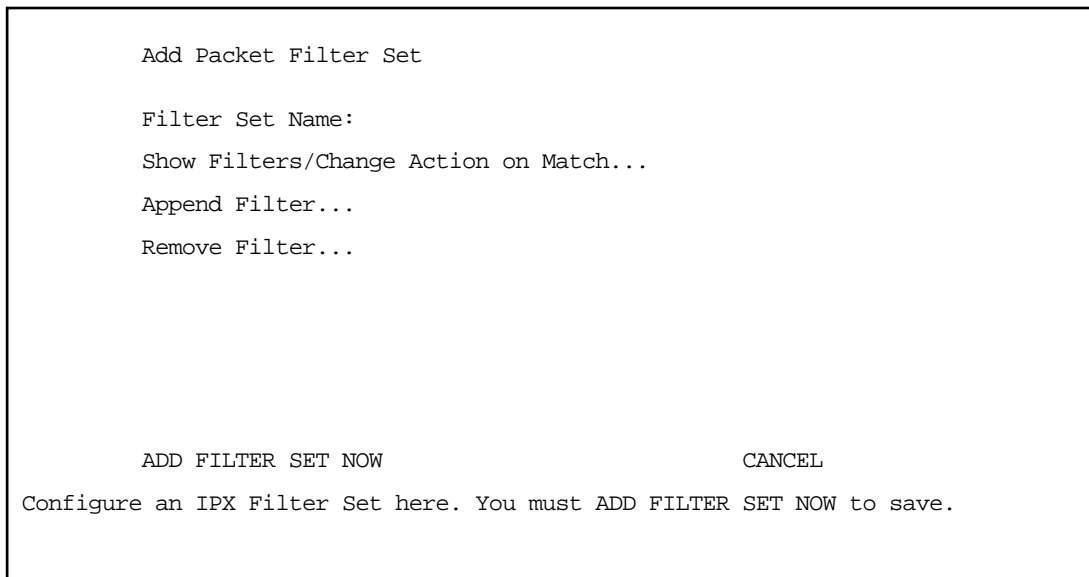 Add Packet Filter Set
Filter Set Name:
Show Filters/Change Action on Match...
Append Filter...
Remove Filter...
ADD FILTER SET NOW CANCEL
Configure an IPX Filter Set here. You must ADD FILTER SET NOW to save.